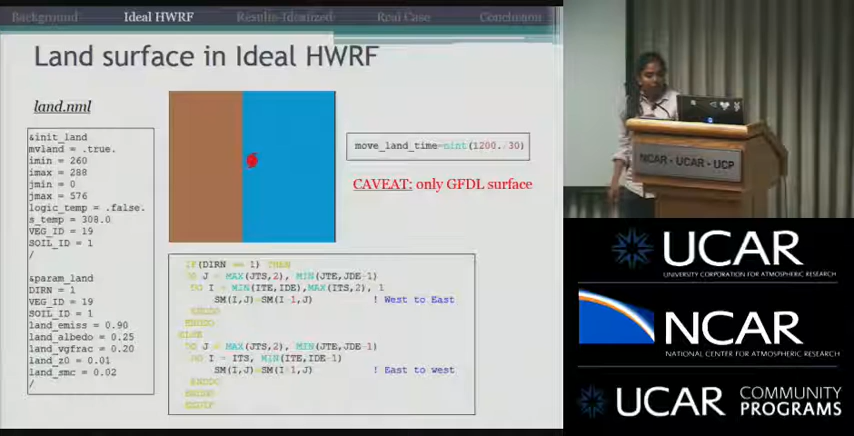 Background Ideal HWRF Results-Idealized Real Case Conclusion
Land surface in Ideal HWRF
land.nml
&init_land
mvland = .true.
imin = 260
imax = 288
jmin = 0
jmax = 576
logic_temp = .false.
s_temp = 308.0
VEG_ID = 19
SOIL_ID = 1
/
&param_land
DIRN = 1
VEG_ID = 19
SOIL_ID = 1
land_emiss = 0.90
land_albedo = 0.25
land_vgfrac = 0.20
land_z0 = 0.01
land_smc = 0.02
/
move_land_time=nint(1200./30)
CAVEAT: only GFDL surface
IF(DIRN == 1) THEN
DO J = MAX(JTS,2), MIN(JTE,JDE-1)
DO I = MIN(ITE,IDE),MAX(ITS,2), 1
SM(I,J)=SM(I-1,J) ! West to East
ENDDO
ENDDO
ELSE
DO J = MAX(JTS,2), MIN(JTE,JDE-1)
DO I = ITS, MIN(ITE,IDE-1)
SM(I,J)=SM(I+1,J) ! East to west
ENDDO
ENDDO
ENDIF
NCAR - UCAR - UCP
UCAR
UNIVERSITY CORPORATION FOR ATMOSPHERIC RESEARCH
NCAR
NATIONAL CENTER FOR ATMOSPHERIC RESEARCH
UCAR COMMUNITY PROGRAMS